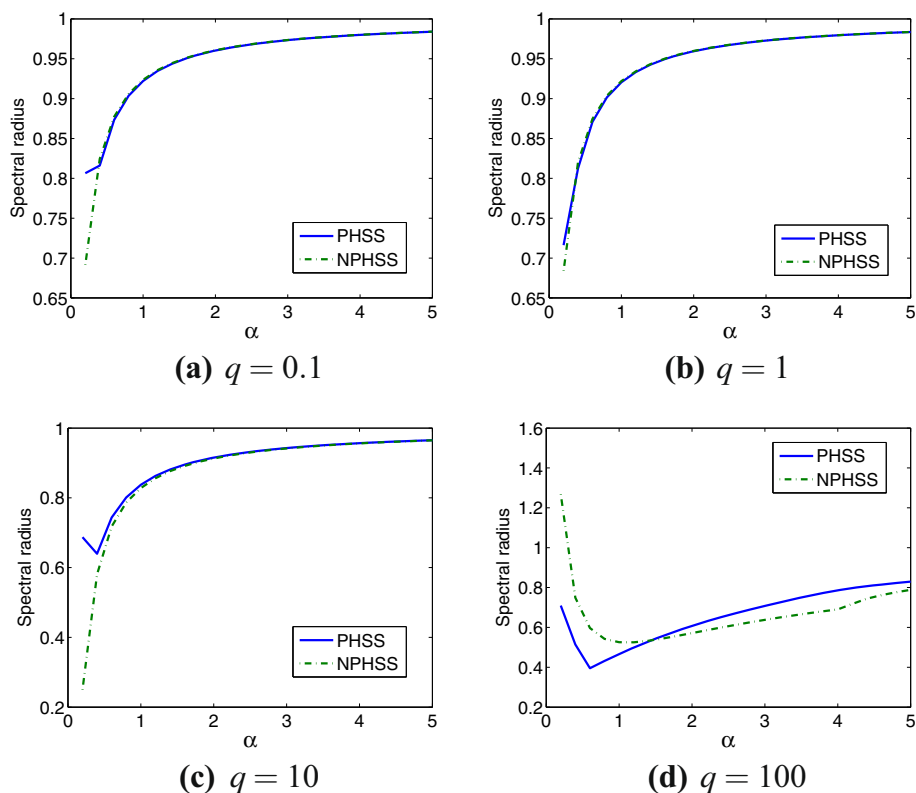 1
0.95
0.9
0.85
0.8
0.75
0.7
0.65
Spectral radius
PHSS
NPHSS
0 1 2 3 4 5
α
(a) q = 0.1
1
0.95
0.9
0.85
0.8
0.75
0.7
0.65
Spectral radius
PHSS
NPHSS
0 1 2 3 4 5
α
(b) q = 1
1
0.8
0.6
0.4
0.2
Spectral radius
PHSS
NPHSS
0 1 2 3 4 5
α
(c) q = 10
1.6
1.4
1.2
1
0.8
0.6
0.4
0.2
Spectral radius
PHSS
NPHSS
0 1 2 3 4 5
α
(d) q = 100